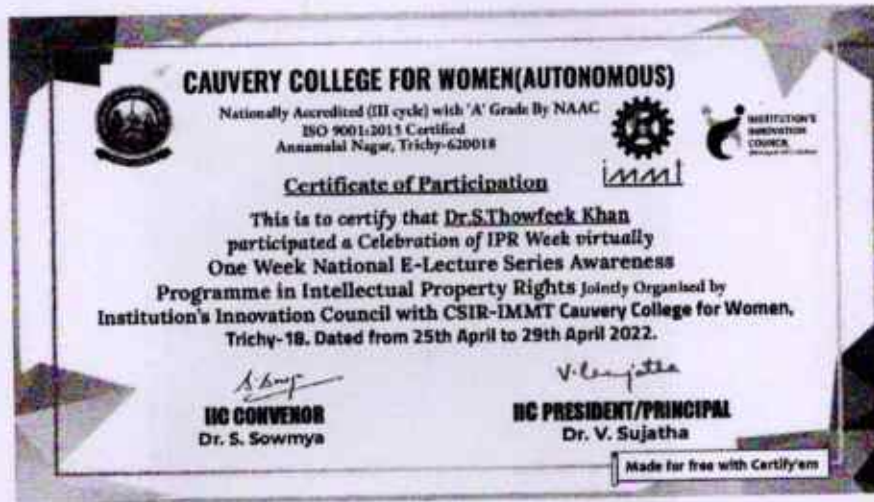 CAUVERY COLLEGE FOR WOMEN(AUTONOMOUS)
Nationally Accredited (III cycle) with 'A' Grade By NAAC
ISO 9001:2015 Certified
Annamalai Nagar, Trichy-620018
immt
INSTITUTION'S
INNOVATION
COUNCIL
Certificate of Participation
This is to certify that Dr.S.Thowfeek Khan
participated a Celebration of IPR Week virtually
One Week National E-Lecture Series Awareness
Programme in Intellectual Property Rights Jointly Organised by
Institution's Innovation Council with CSIR-IMMT Cauvery College for Women,
Trichy-18. Dated from 25th April to 29th April 2022.
IIC CONVENOR
Dr. S. Sowmya
IIC PRESIDENT/PRINCIPAL
Dr. V. Sujatha
Made for free with Certify'em